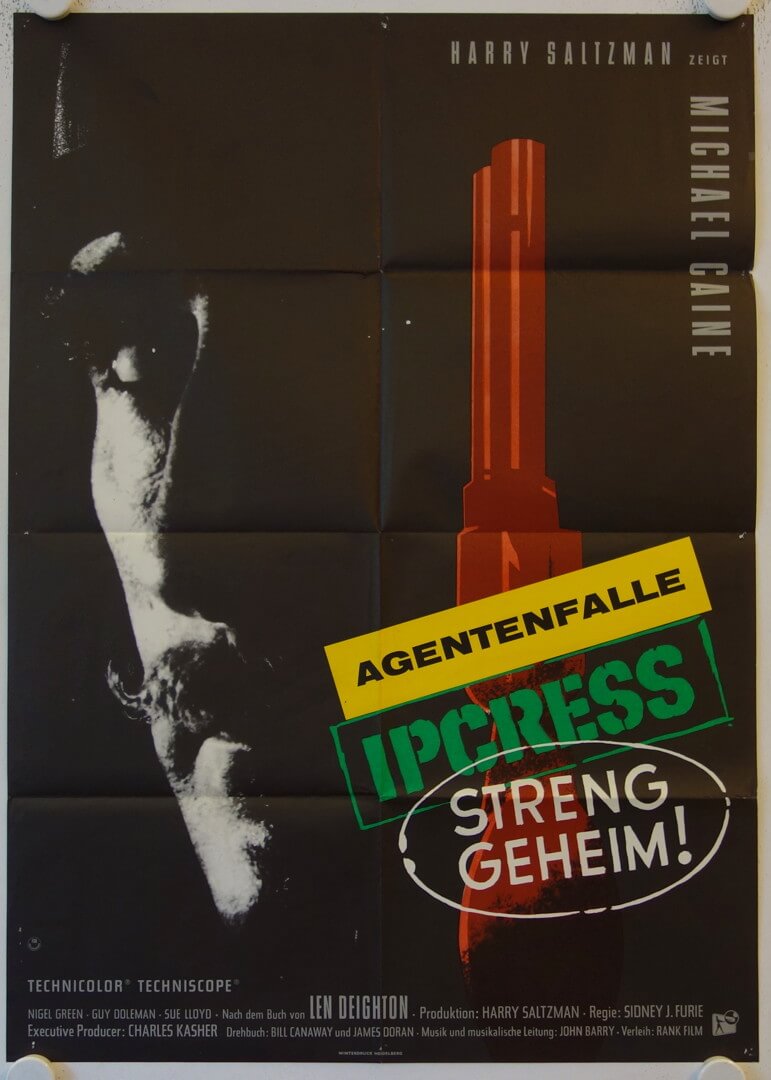 HARRY SALTZMAN ZEIGT
MICHAEL CAINE
AGENTENFALLE
IPCRESS
STRENG
GEHEIM!
TECHNICOLOR® TECHNISCOPE®
NIGEL GREEN · GUY DOLEMAN · SUE LLOYD · Nach dem Buch von LEN DEIGHTON · Produktion: HARRY SALTZMAN · Regie: SIDNEY J. FURIE
Executive Producer: CHARLES KASHER Drehbuch: BILL CANAWAY und JAMES DORAN · Musik und musikalische Leitung: JOHN BARRY · Verleih: RANK FILM
WINTERDRUCK HEIDELBERG